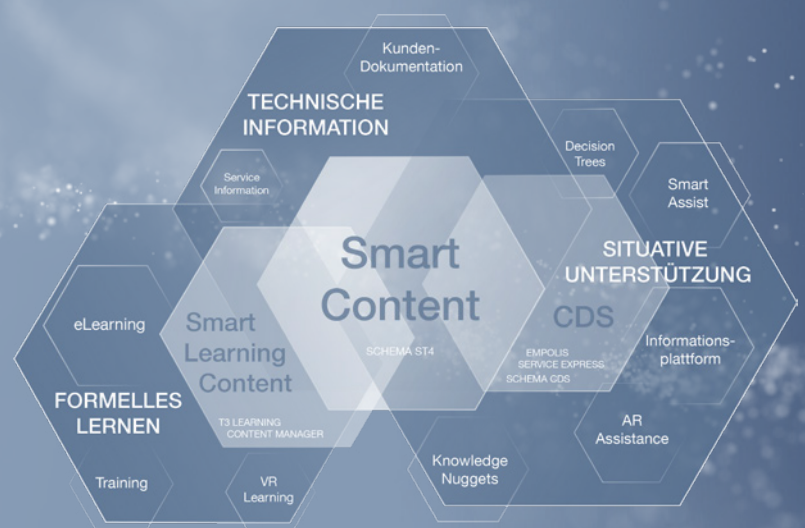 Kunden-
Dokumentation
TECHNISCHE
INFORMATION
Decision
Trees
Service
Information
Smart
Assist
Smart
Content
SITUATIVE
UNTERSTÜTZUNG
eLearning
Smart
Learning
Content
CDS
SCHEMA ST4
EMPOLIS
SERVICE EXPRESS
SCHEMA CDS
Informations-
plattform
FORMELLES
LERNEN
T3 LEARNING
CONTENT MANAGER
AR
Assistance
Training
VR
Learning
Knowledge
Nuggets